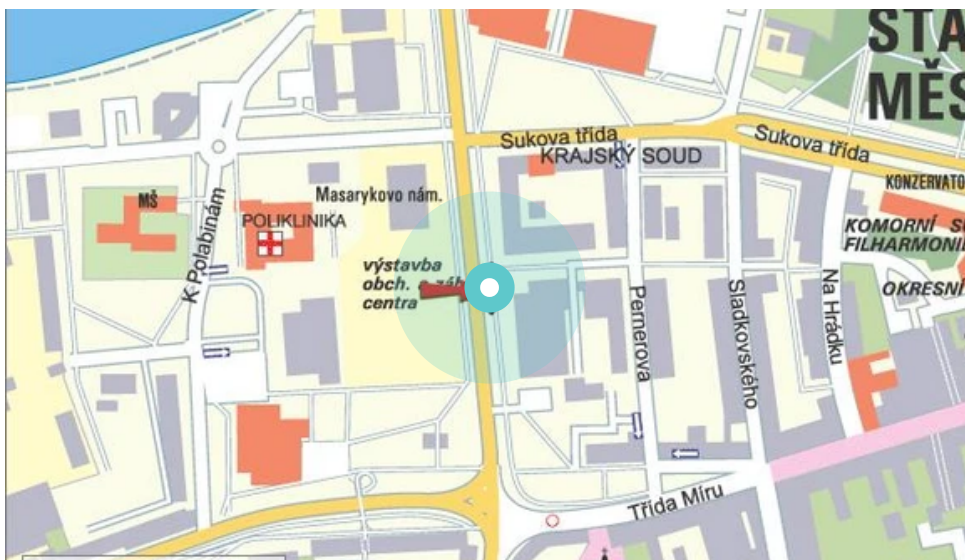 STA
MĚS
Sukova třída
Sukova třída
KRAJSKÝ SOUD
KONZERVATO
MŠ
Masarykovo nám.
POLIKLINIKA
KOMORNÍ S
FILHARMONIE
výstavba
obch. a záb
centra
OKRESNÍ
K Polabinám
Pernerova
Sladkovského
Na Hrádku
Třída Míru